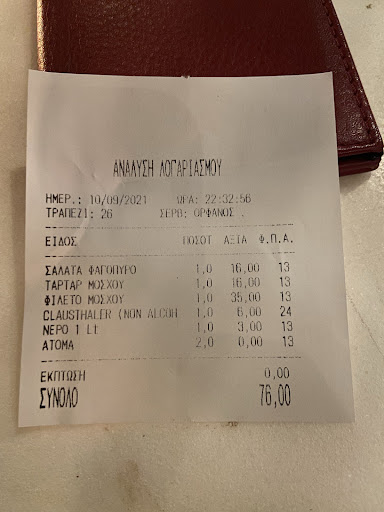 ΑΝΑΛΥΣΗ ΛΟΓΑΡΙΑΣΜΟΥ
ΗΜΕΡ.: 10/09/2021 ΩΡΑ: 22:32:56
ΤΡΑΠΕΖΙ: 26 ΣΕΡΒ: ΟΡΦΑΝΟΣ .
ΕΙΔΟΣ ΠΟΣΟΤ ΑΞΙΑ Φ.Π.Α.
ΣΑΛΑΤΑ ΦΑΓΟΠΥΡΟ 1,0 16,00 13
ΤΑΡΤΑΡ ΜΟΣΧΟΥ 1,0 16,00 13
ΦΙΛΕΤΟ ΜΟΣΧΟΥ 1,0 35,00 13
CLAUSTHALER (NON ALCOH 1,0 6,00 24
ΝΕΡΟ 1 Lt 1,0 3,00 13
ΑΤΟΜΑ 2,0 0,00 13
ΕΚΠΤΩΣΗ 0,00
ΣΥΝΟΛΟ 76,00